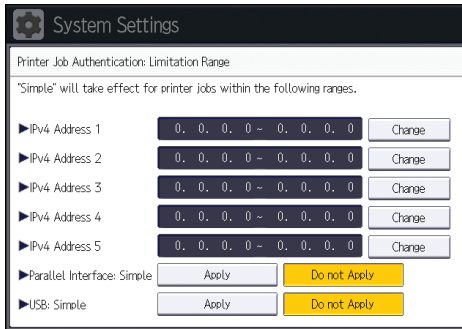 System Settings
Printer Job Authentication: Limitation Range
"Simple" will take effect for printer jobs within the following ranges.
►IPv4 Address 1 0. 0. 0. 0 ~ 0. 0. 0. 0 Change
►IPv4 Address 2 0. 0. 0. 0 ~ 0. 0. 0. 0 Change
►IPv4 Address 3 0. 0. 0. 0 ~ 0. 0. 0. 0 Change
►IPv4 Address 4 0. 0. 0. 0 ~ 0. 0. 0. 0 Change
►IPv4 Address 5 0. 0. 0. 0 ~ 0. 0. 0. 0 Change
►Parallel Interface: Simple Apply Do not Apply
►USB: Simple Apply Do not Apply